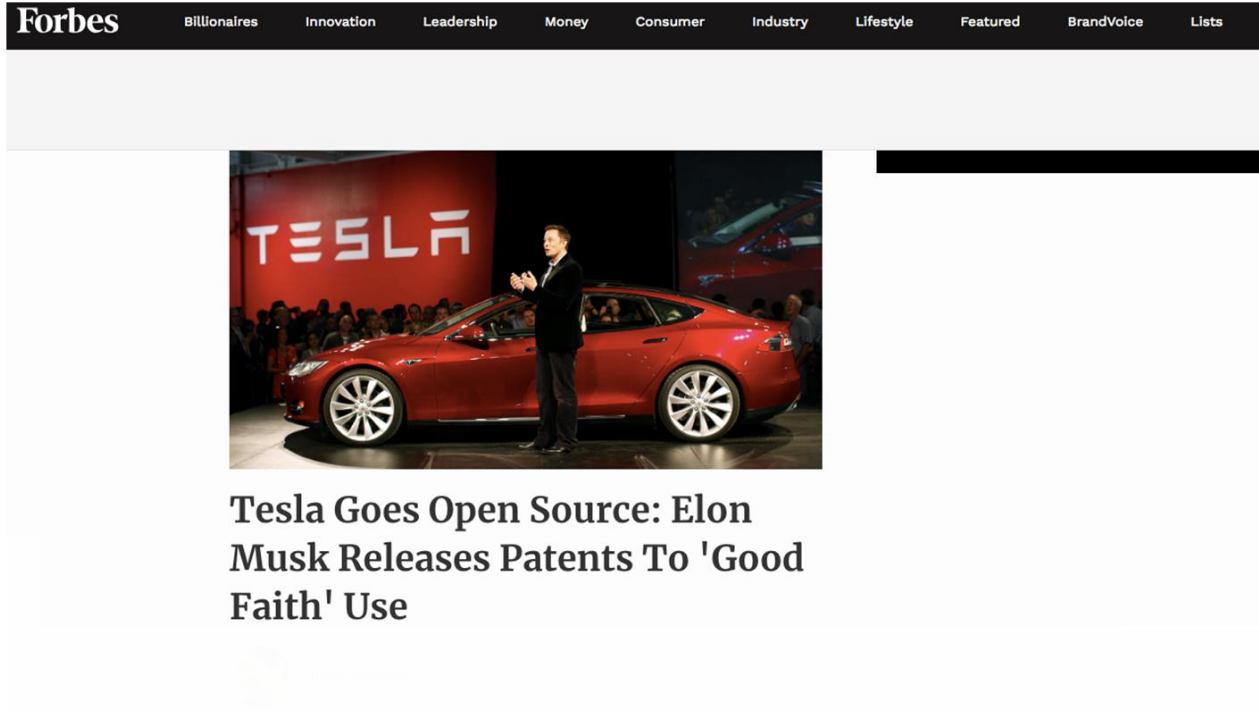 Forbes
Billionaires Innovation Leadership Money Consumer Industry Lifestyle Featured BrandVoice Lists
TESLA
Tesla Goes Open Source: Elon
Musk Releases Patents To 'Good
Faith' Use